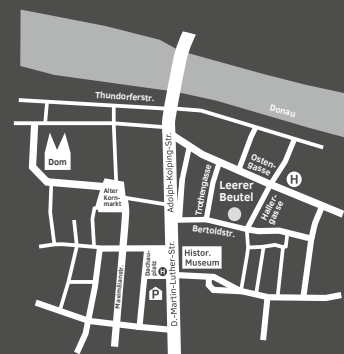 Thundorferstr.
Donau
Adolph-Kolping-Str.
Dom
Osten-
gasse
H
Trothengasse
Leerer
Beutel
Haller-
gasse
Alter
Korn-
markt
Bertoldstr.
Histor.
Museum
Dachau-
platz
H
P
Maximilianstr.
D.-Martin-Luther-Str.